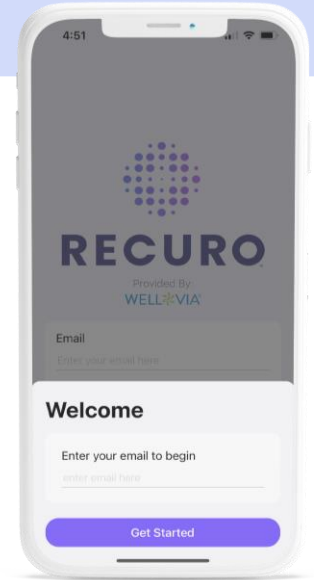 4:51
RECURO
Provided By
WELLVIA
Email
Enter your email here
Welcome
Enter your email to begin
enter email here
Get Started